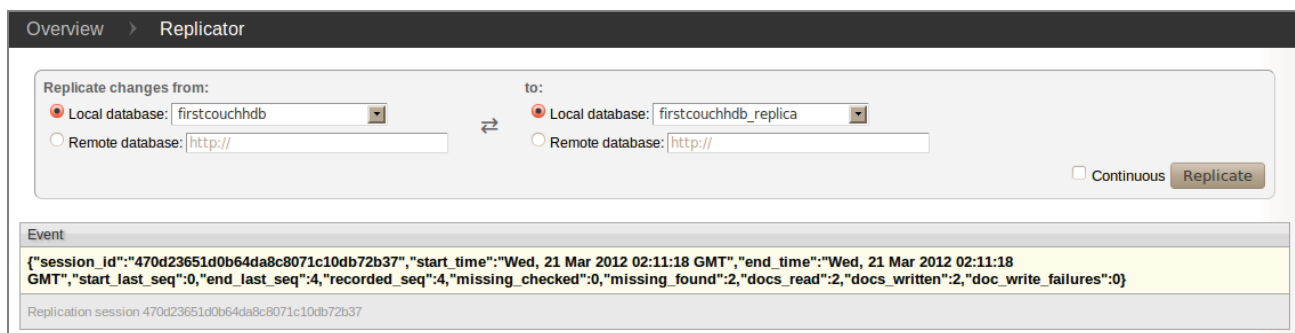 Overview > Replicator
Replicate changes from: to:
Local database: firstcouchhdb Local database: firstcouchhdb_replica
Remote database: http:// Remote database: http://
Continuous Replicate
Event
{"session_id":"470d23651d0b64da8c8071c10db72b37","start_time":"Wed, 21 Mar 2012 02:11:18 GMT","end_time":"Wed, 21 Mar 2012 02:11:18
GMT","start_last_seq":0,"end_last_seq":4,"recorded_seq":4,"missing_checked":0,"missing_found":2,"docs_read":2,"docs_written":2,"doc_write_failures":0}
Replication session 470d23651d0b64da8c8071c10db72b37